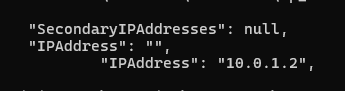 "SecondaryIPAddresses": null,
"IPAddress": "",
"IPAddress": "10.0.1.2",